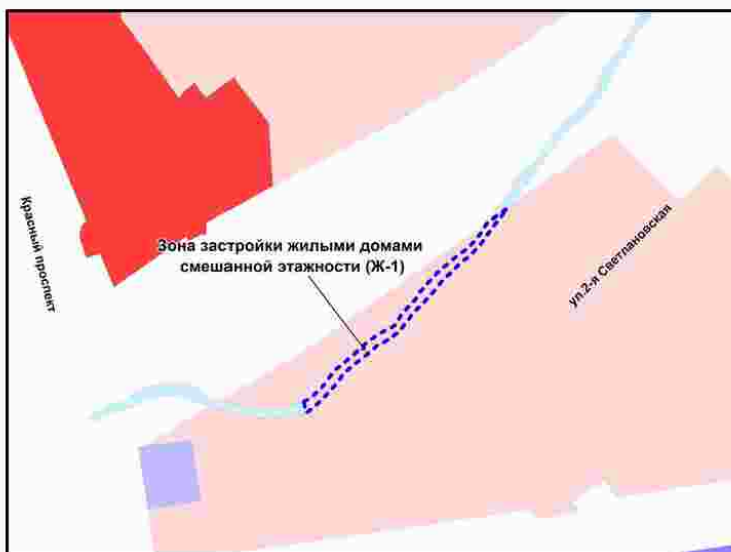 Красный проспект
Зона застройки жилыми домами
смешанной этажности (Ж-1)
ул.2-я Светлановская